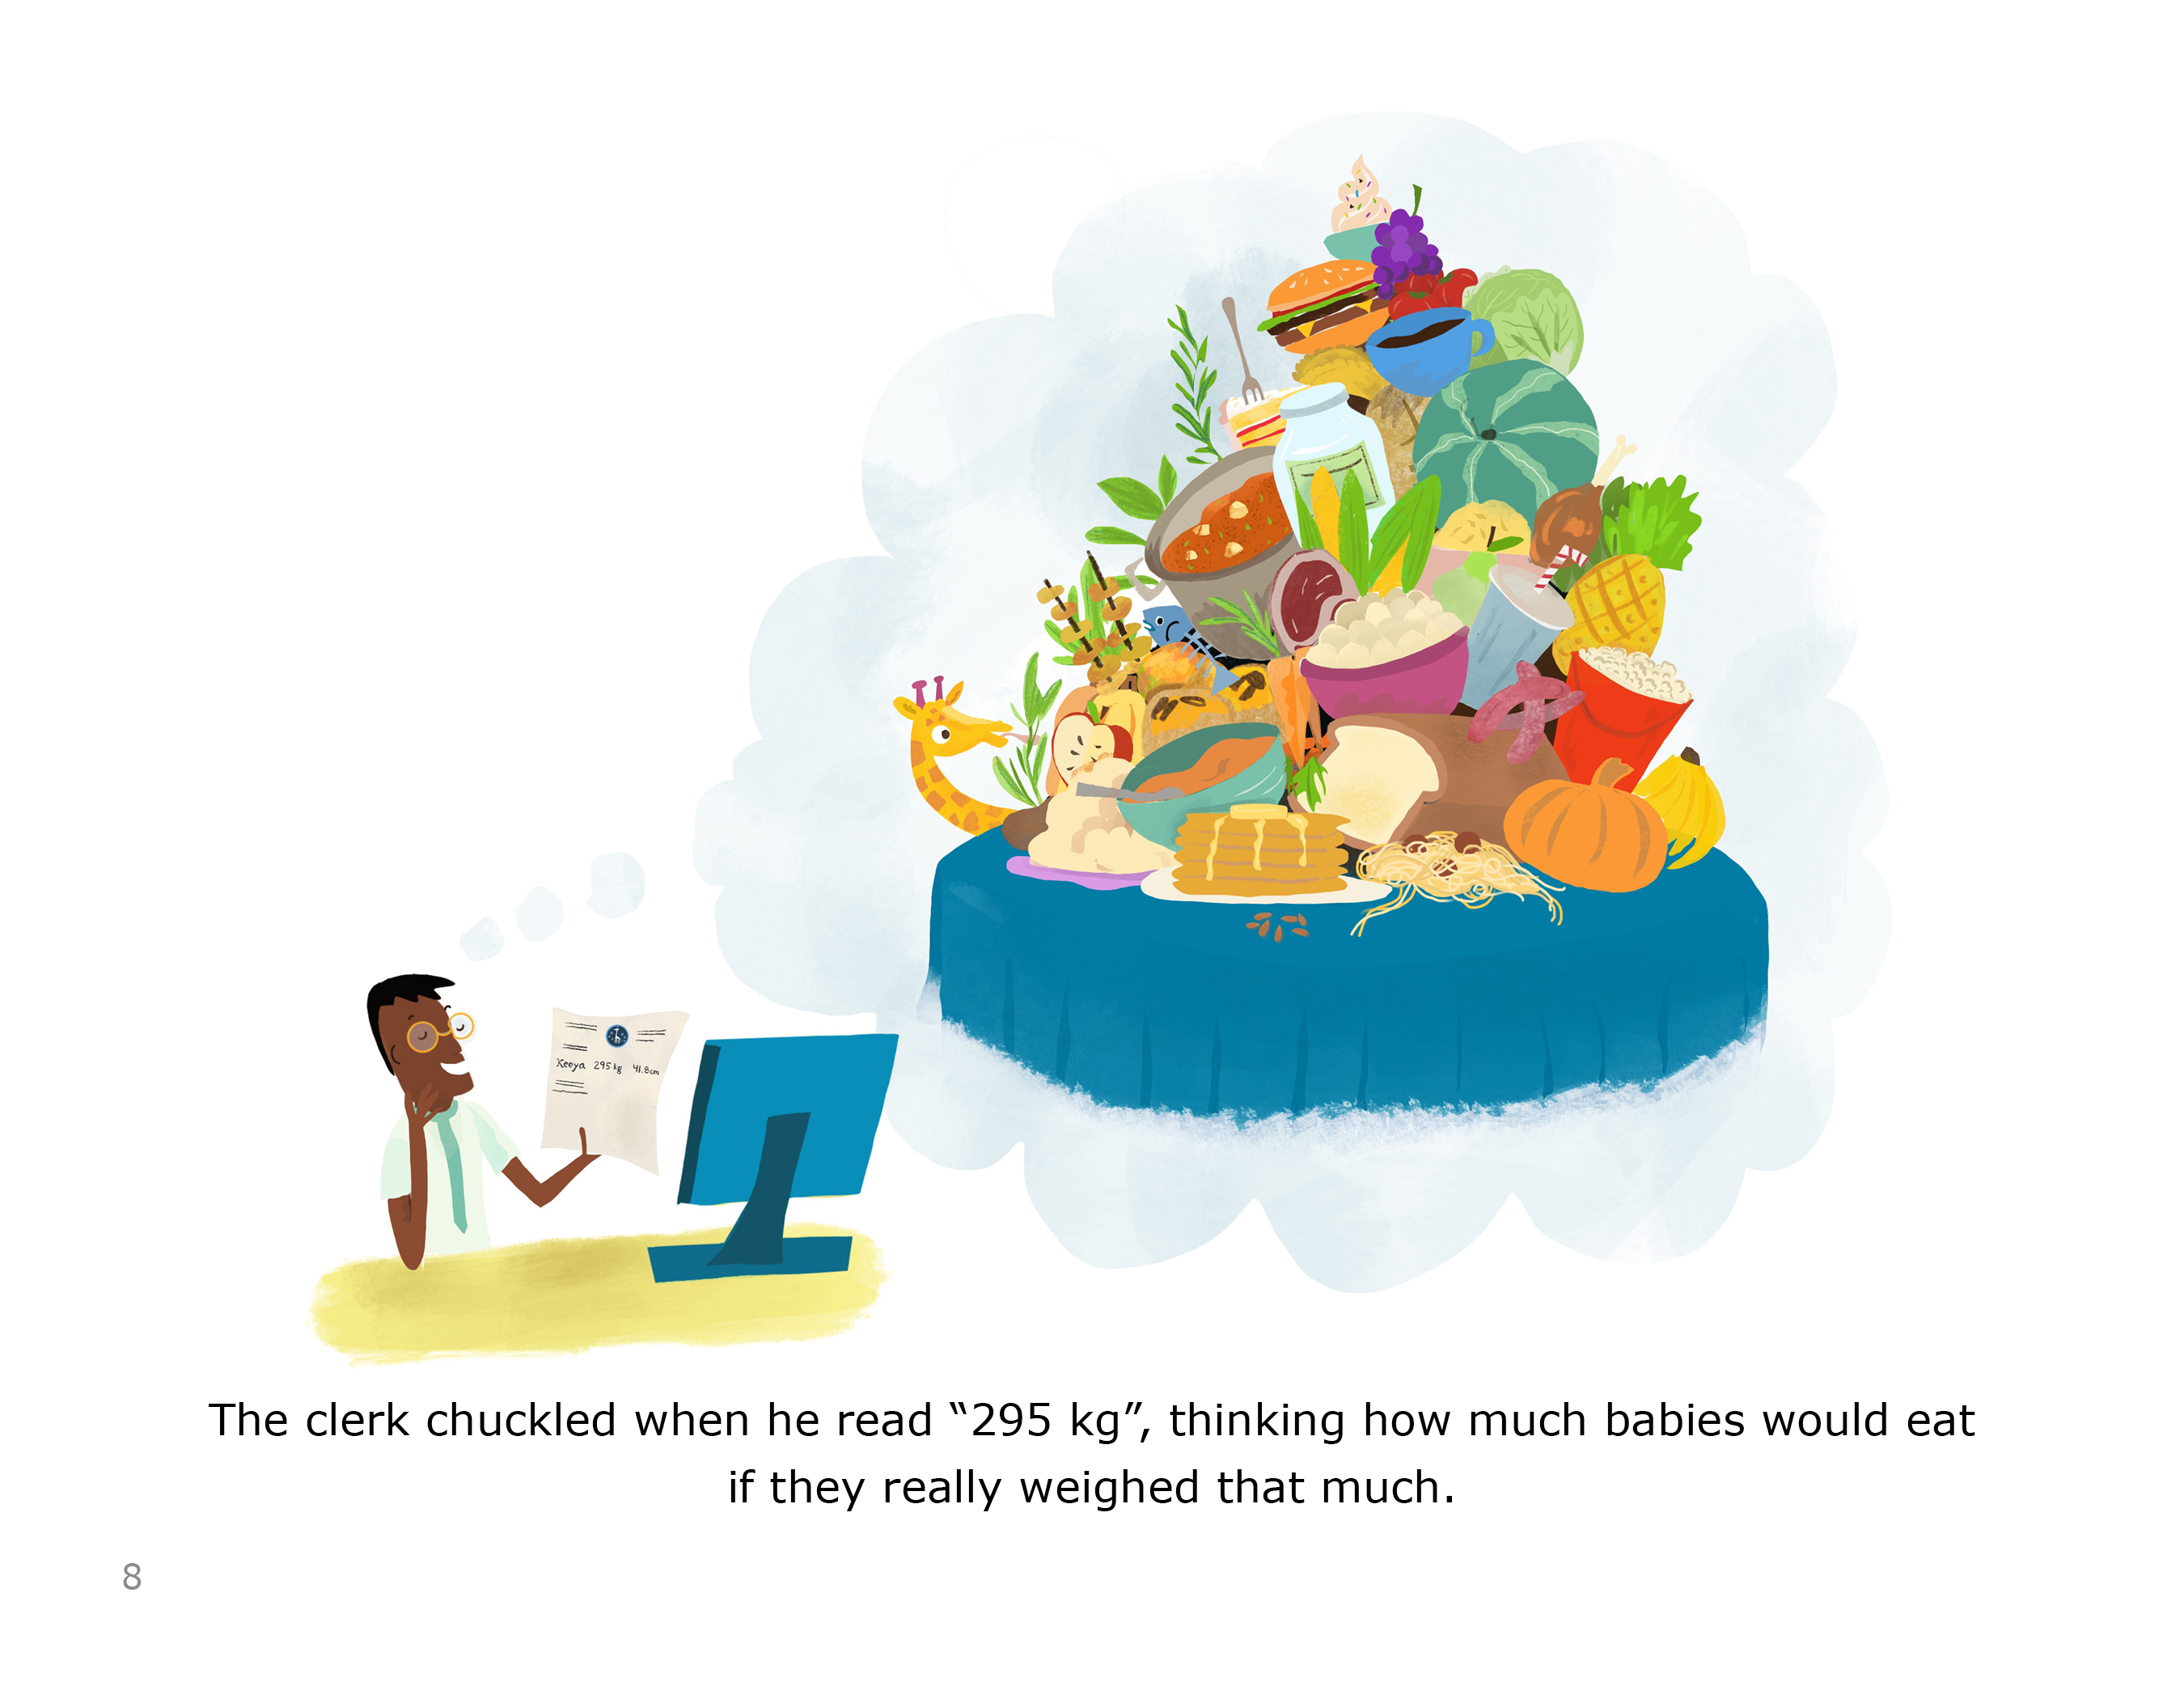 Keeya 295 kg 41.8cm
The clerk chuckled when he read “295 kg”, thinking how much babies would eat
if they really weighed that much.
8